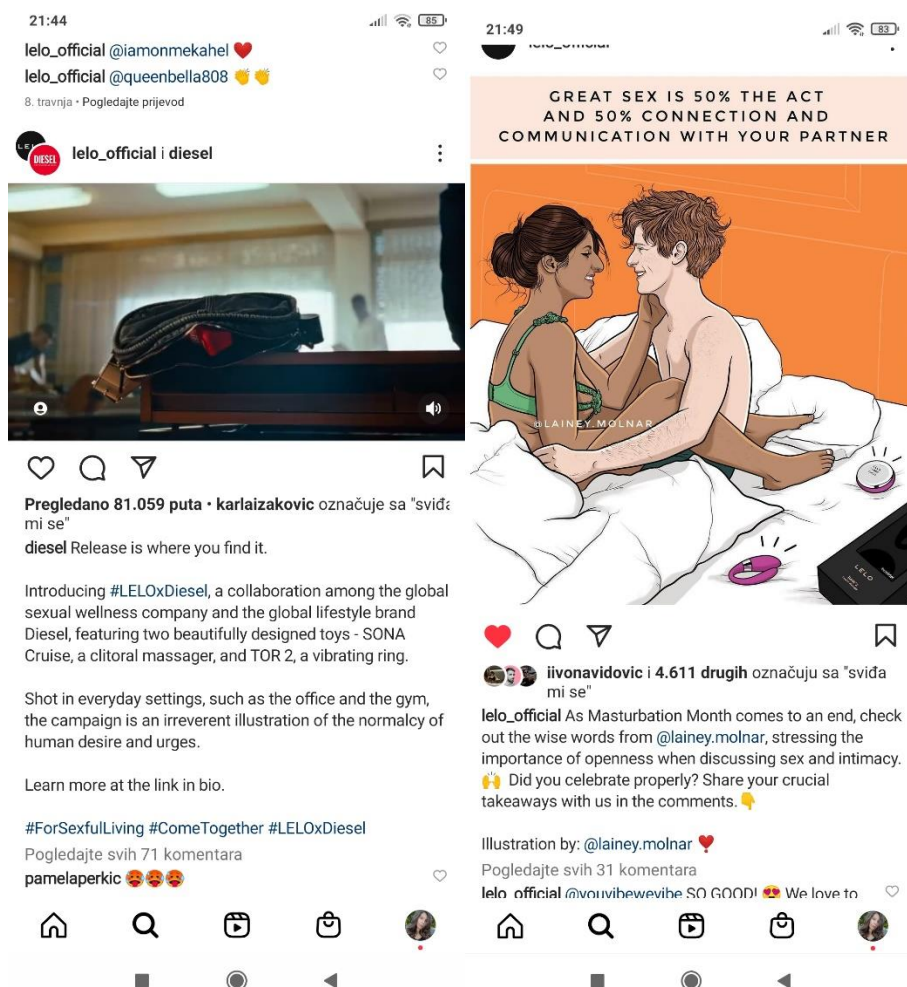 21:44
85
lelo_official @iamonmekahel ❤️
lelo_official @queenbella808 👏👏
8. travnja • Pogledajte prijevod
LELO
DIESEL
lelo_official i diesel
Pregledano 81.059 puta • karlaizakovic označuje sa "sviđa
mi se"
diesel Release is where you find it.
Introducing #LELOxDiesel, a collaboration among the global
sexual wellness company and the global lifestyle brand
Diesel, featuring two beautifully designed toys - SONA
Cruise, a clitoral massager, and TOR 2, a vibrating ring.
Shot in everyday settings, such as the office and the gym,
the campaign is an irreverent illustration of the normalcy of
human desire and urges.
Learn more at the link in bio.
#ForSexfulLiving #ComeTogether #LELOxDiesel
Pogledajte svih 71 komentara
pamelaperkic 🥵🥵🥵
21:49
83
lelo_official
GREAT SEX IS 50% THE ACT
AND 50% CONNECTION AND
COMMUNICATION WITH YOUR PARTNER
@LAINEY.MOLNAR
LELO
iivonavidovic i 4.611 drugih označuju sa "sviđa
mi se"
lelo_official As Masturbation Month comes to an end, check
out the wise words from @lainey.molnar, stressing the
importance of openness when discussing sex and intimacy.
🙌 Did you celebrate properly? Share your crucial
takeaways with us in the comments.👇
Illustration by: @lainey.molnar ❣️
Pogledajte svih 31 komentara
lelo_official @youvibewevibe SO GOOD! 😍 We love to